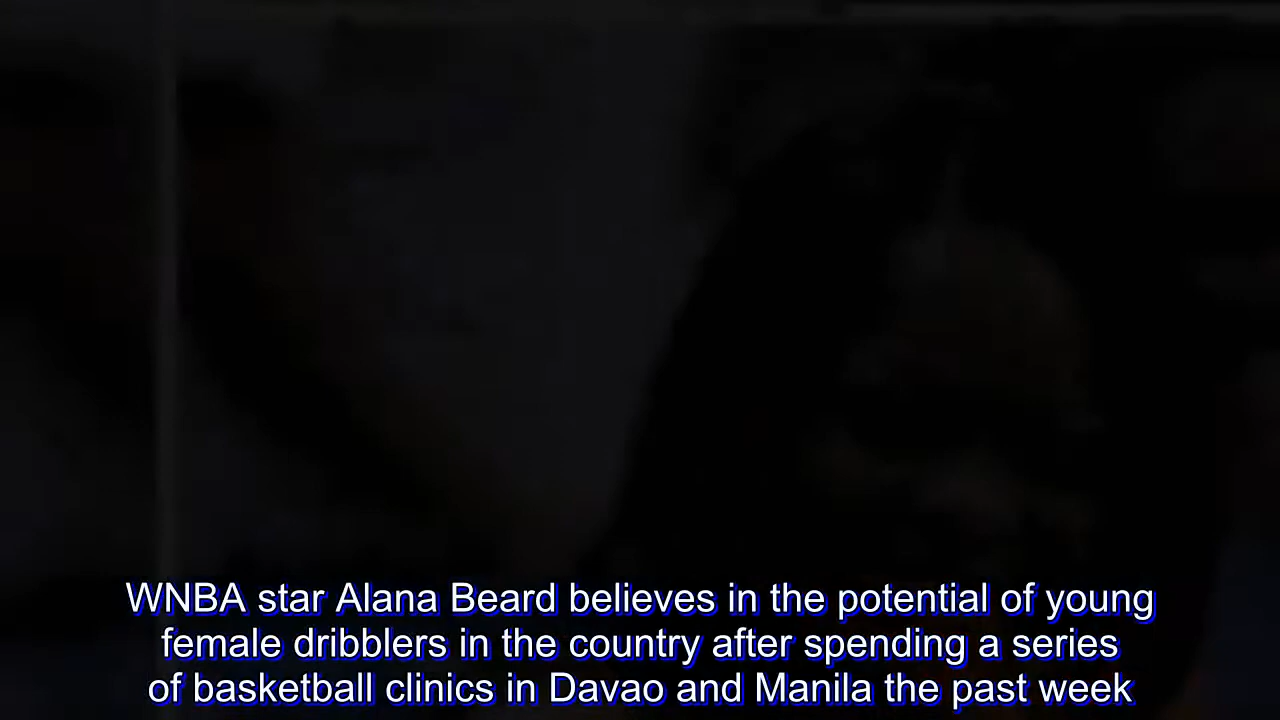 WNBA star Alana Beard believes in the potential of young
female dribblers in the country after spending a series
of basketball clinics in Davao and Manila the past week